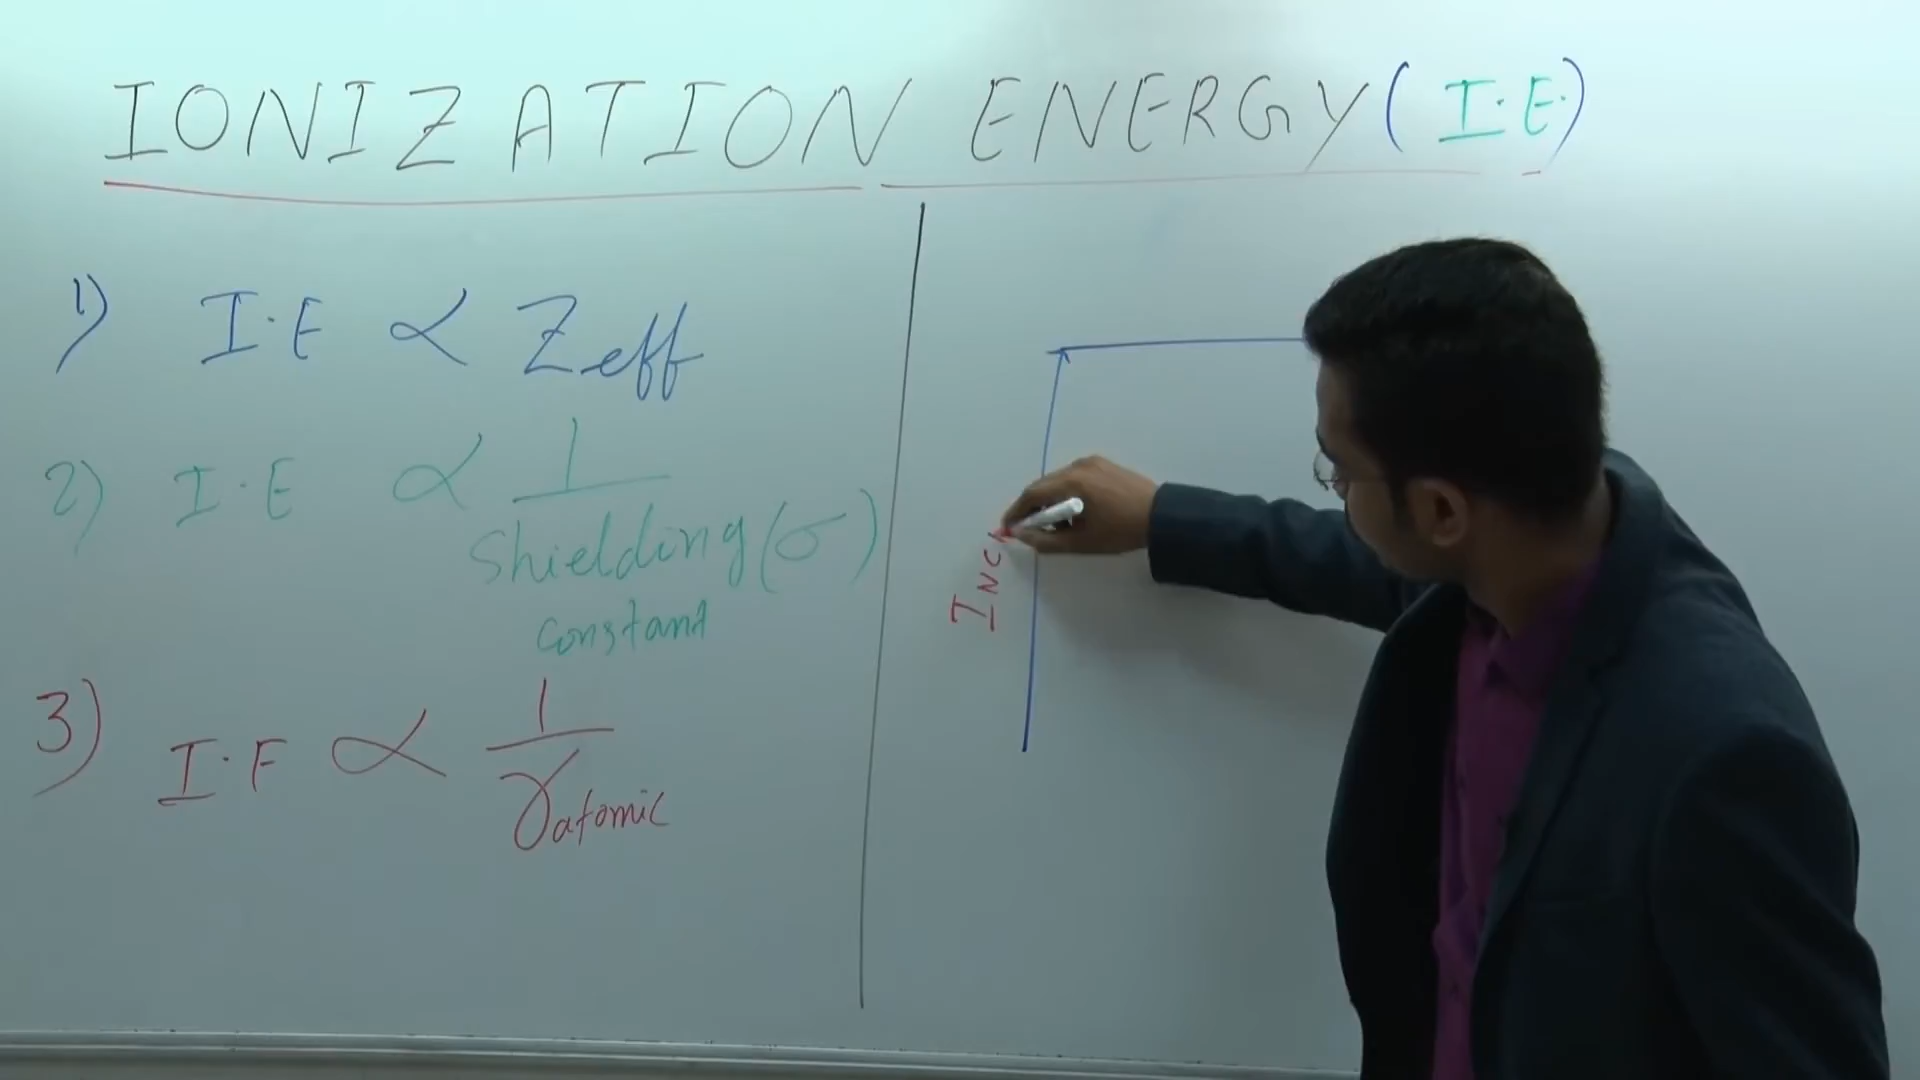 IONIZATION ENERGY (I.E.)
1) I.E ∝ Zeff
2) I.E ∝ 1
Shielding (σ)
constant
3) I.E ∝ 1
γatomic
INC